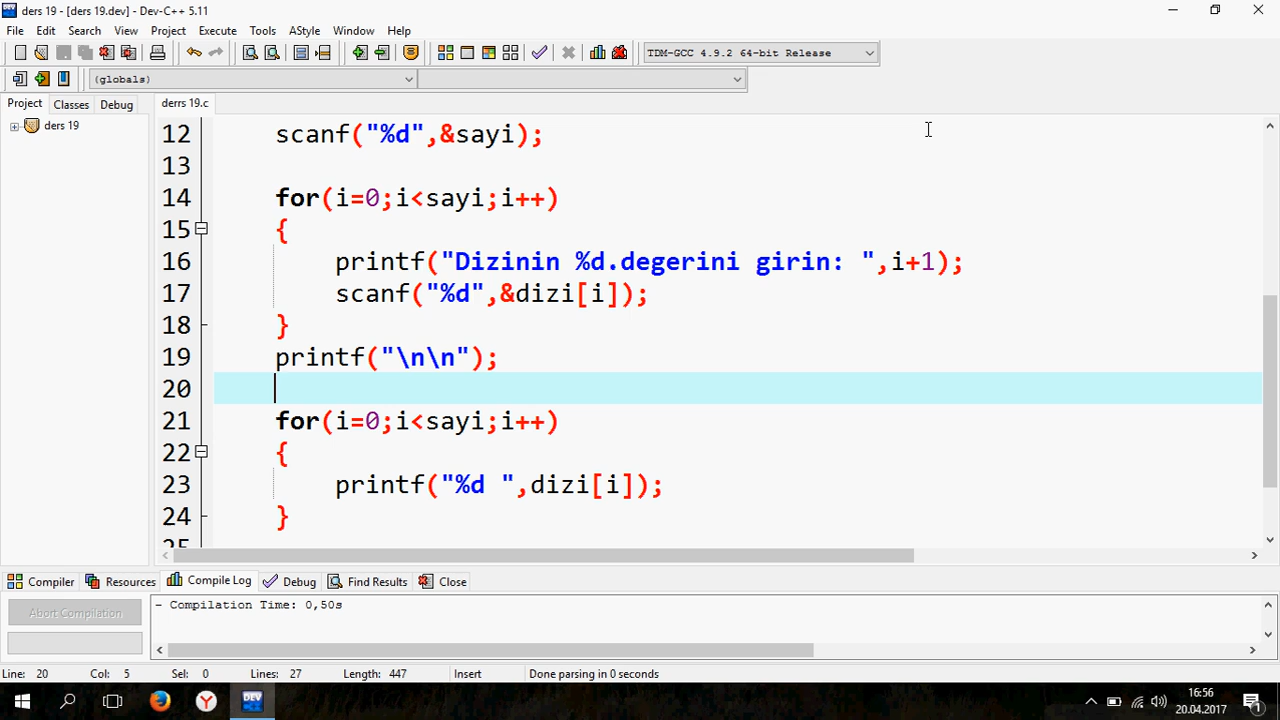 ders 19 - [ders 19.dev] - Dev-C++ 5.11
File Edit Search View Project Execute Tools AStyle Window Help
TDM-GCC 4.9.2 64-bit Release
(globals)
Project Classes Debug
derrs 19.c
ders 19
12 scanf("%d",&sayi);
13
14 for(i=0;i<sayi;i++)
15 {
16 printf("Dizinin %d.degerini girin: ",i+1);
17 scanf("%d",&dizi[i]);
18 }
19 printf("\n\n");
20
21 for(i=0;i<sayi;i++)
22 {
23 printf("%d ",dizi[i]);
24 }
25
Compiler Resources Compile Log Debug Find Results Close
Abort Compilation
- Compilation Time: 0,50s
Line: 20 Col: 5 Sel: 0 Lines: 27 Length: 447 Insert Done parsing in 0 seconds
DEV
16:56
20.04.2017
1